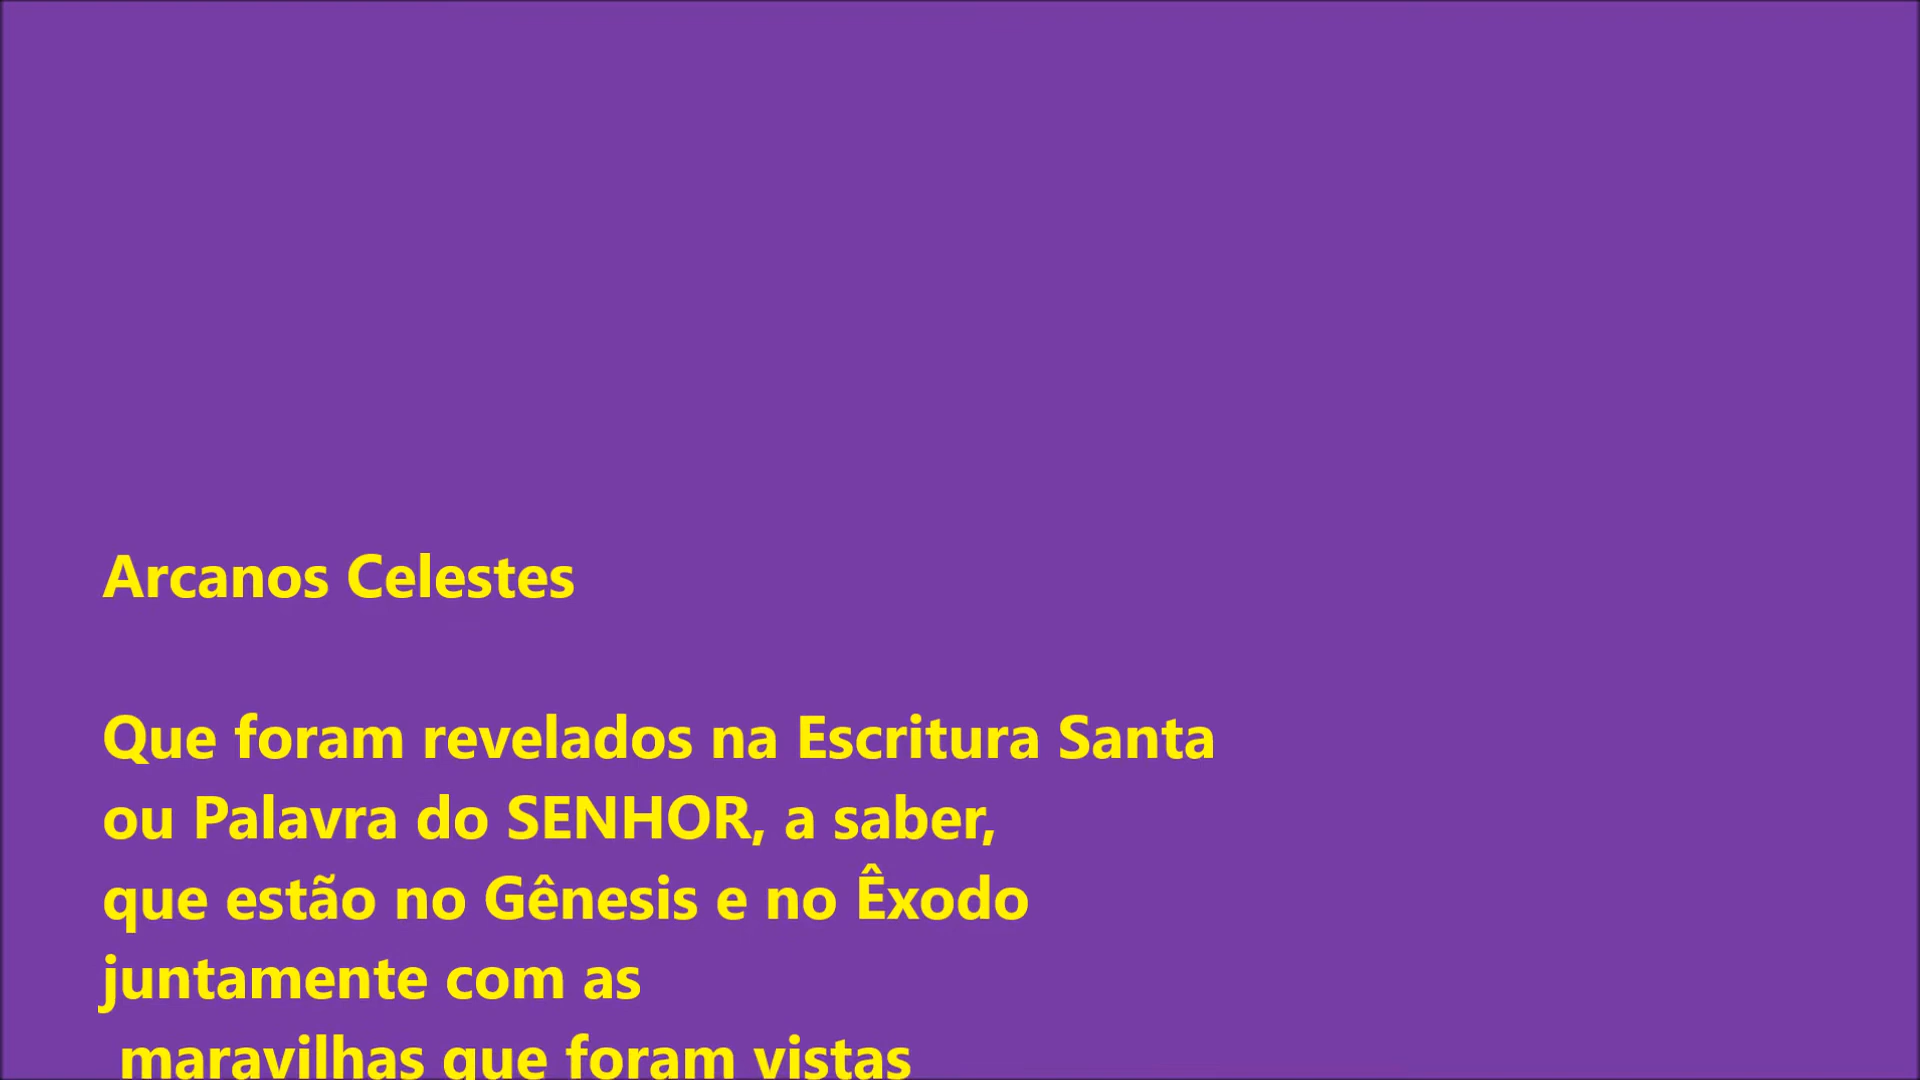 Arcanos Celestes
Que foram revelados na Escritura Santa
ou Palavra do SENHOR, a saber,
que estão no Gênesis e no Êxodo
juntamente com as
maravilhas que foram vistas